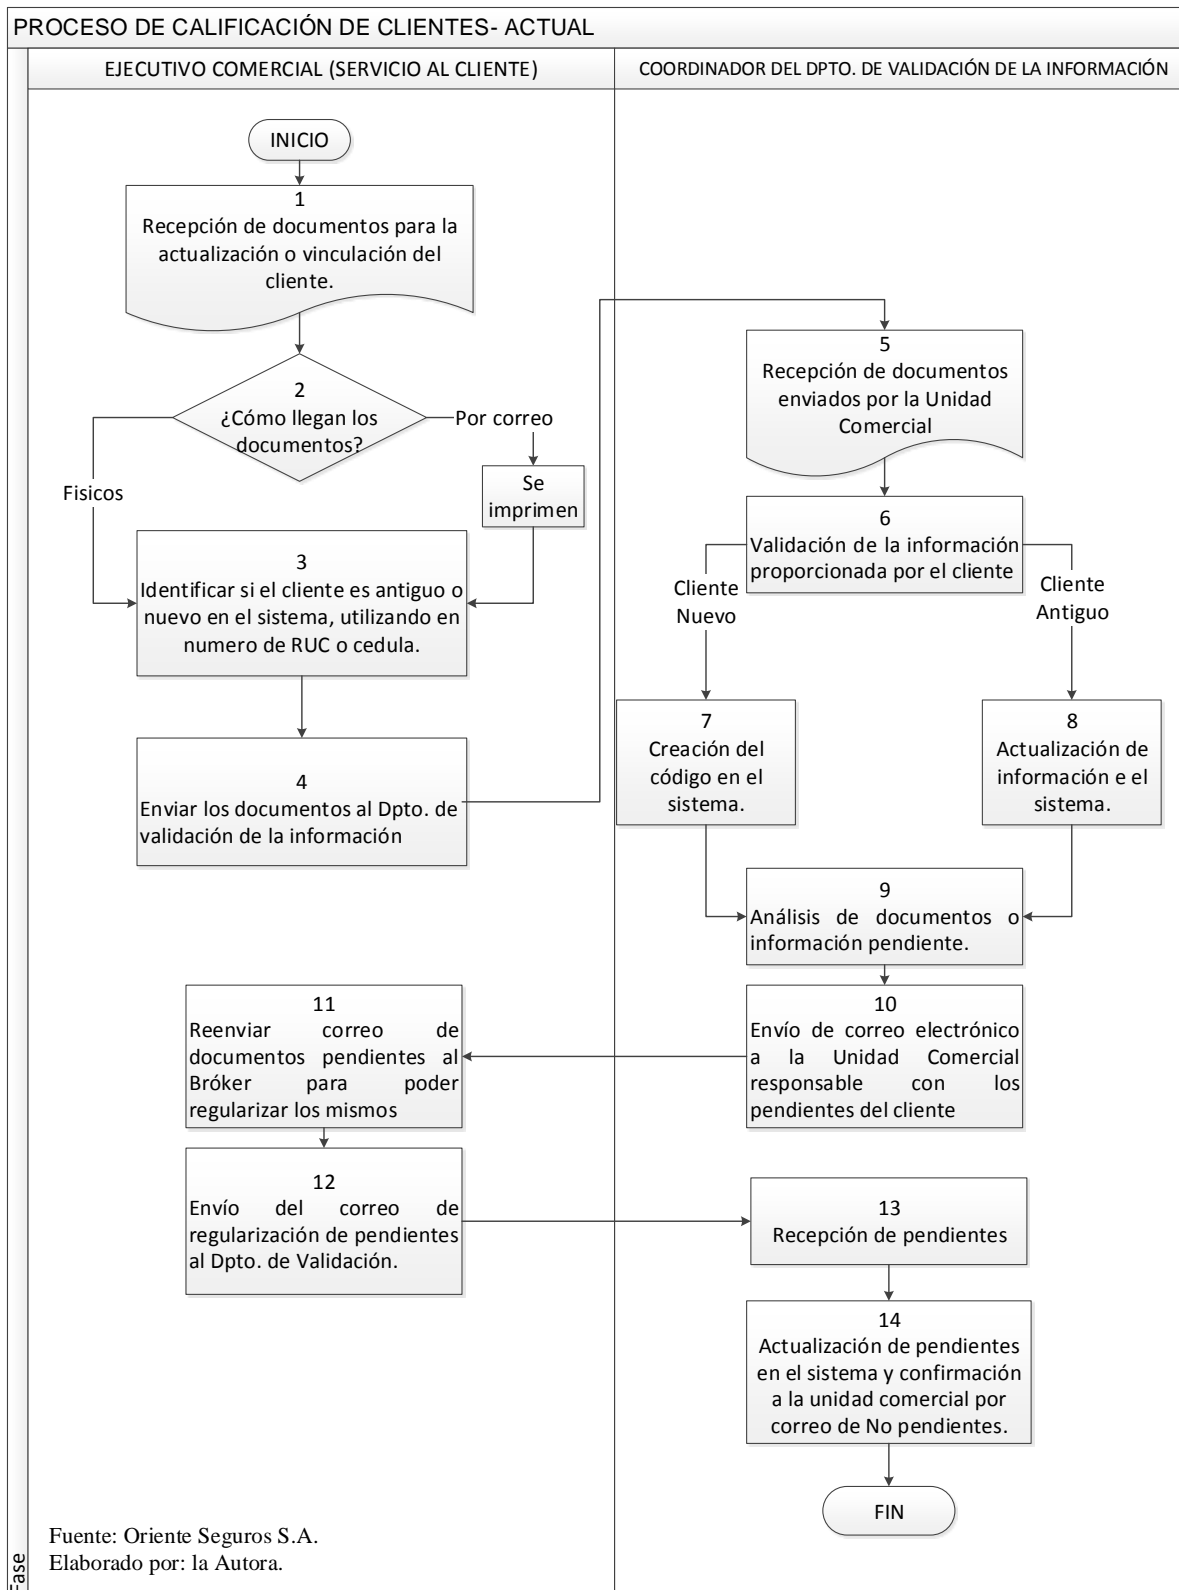 PROCESO DE CALIFICACIÓN DE CLIENTES- ACTUAL
EJECUTIVO COMERCIAL (SERVICIO AL CLIENTE)
COORDINADOR DEL DPTO. DE VALIDACIÓN DE LA INFORMACIÓN
INICIO
1
Recepción de documentos para la
actualización o vinculación del
cliente.
2
¿Cómo llegan los
documentos?
Por correo
Fisicos
Se
imprimen
3
Identificar si el cliente es antiguo o
nuevo en el sistema, utilizando en
numero de RUC o cedula.
4
Enviar los documentos al Dpto. de
validación de la información
5
Recepción de documentos
enviados por la Unidad
Comercial
6
Validación de la información
proporcionada por el cliente
Cliente
Nuevo
Cliente
Antiguo
7
Creación del
código en el
sistema.
8
Actualización de
información e el
sistema.
9
Análisis de documentos o
información pendiente.
10
Envío de correo electrónico
a la Unidad Comercial
responsable con los
pendientes del cliente
11
Reenviar correo de
documentos pendientes al
Bróker para poder
regularizar los mismos
12
Envío del correo de
regularización de pendientes
al Dpto. de Validación.
13
Recepción de pendientes
14
Actualización de pendientes
en el sistema y confirmación
a la unidad comercial por
correo de No pendientes.
FIN
Fuente: Oriente Seguros S.A.
Elaborado por: la Autora.
Fase